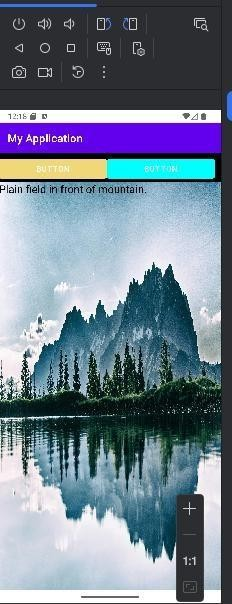 12:16
My Application
BUTTON
BUTTON
Plain field in front of mountain.
1:1